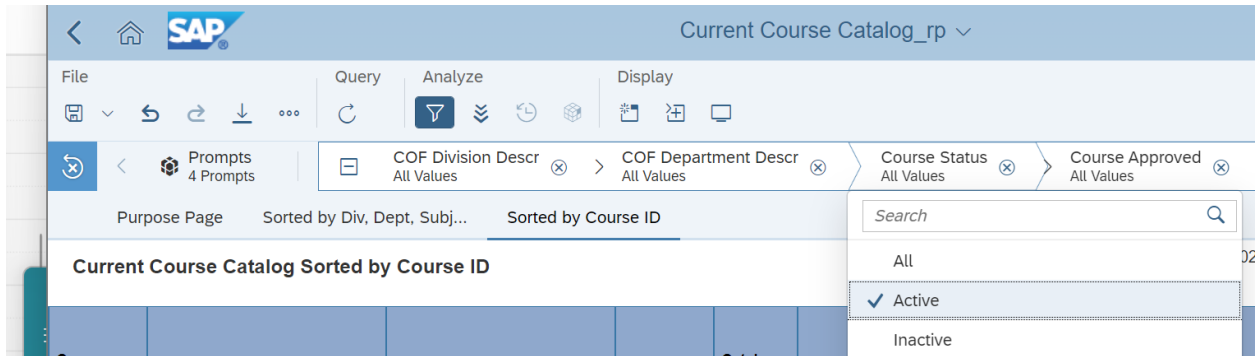 SAP
Current Course Catalog_rp
File Query Analyze Display
Prompts
4 Prompts
COF Division Descr
All Values
COF Department Descr
All Values
Course Status
All Values
Course Approved
All Values
Purpose Page Sorted by Div, Dept, Subj... Sorted by Course ID
Search
Current Course Catalog Sorted by Course ID
All
Active
Inactive